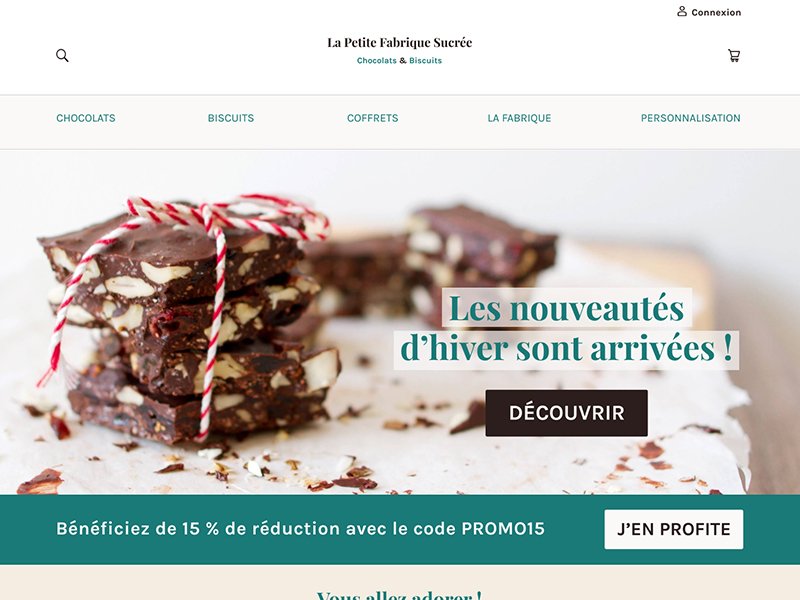 Connexion
La Petite Fabrique Sucrée
Chocolats & Biscuits
CHOCOLATS
BISCUITS
COFFRETS
LA FABRIQUE
PERSONNALISATION
Les nouveautés
d’hiver sont arrivées !
DÉCOUVRIR
Bénéficiez de 15 % de réduction avec le code PROMO15
J’EN PROFITE
Vous allez adorer !